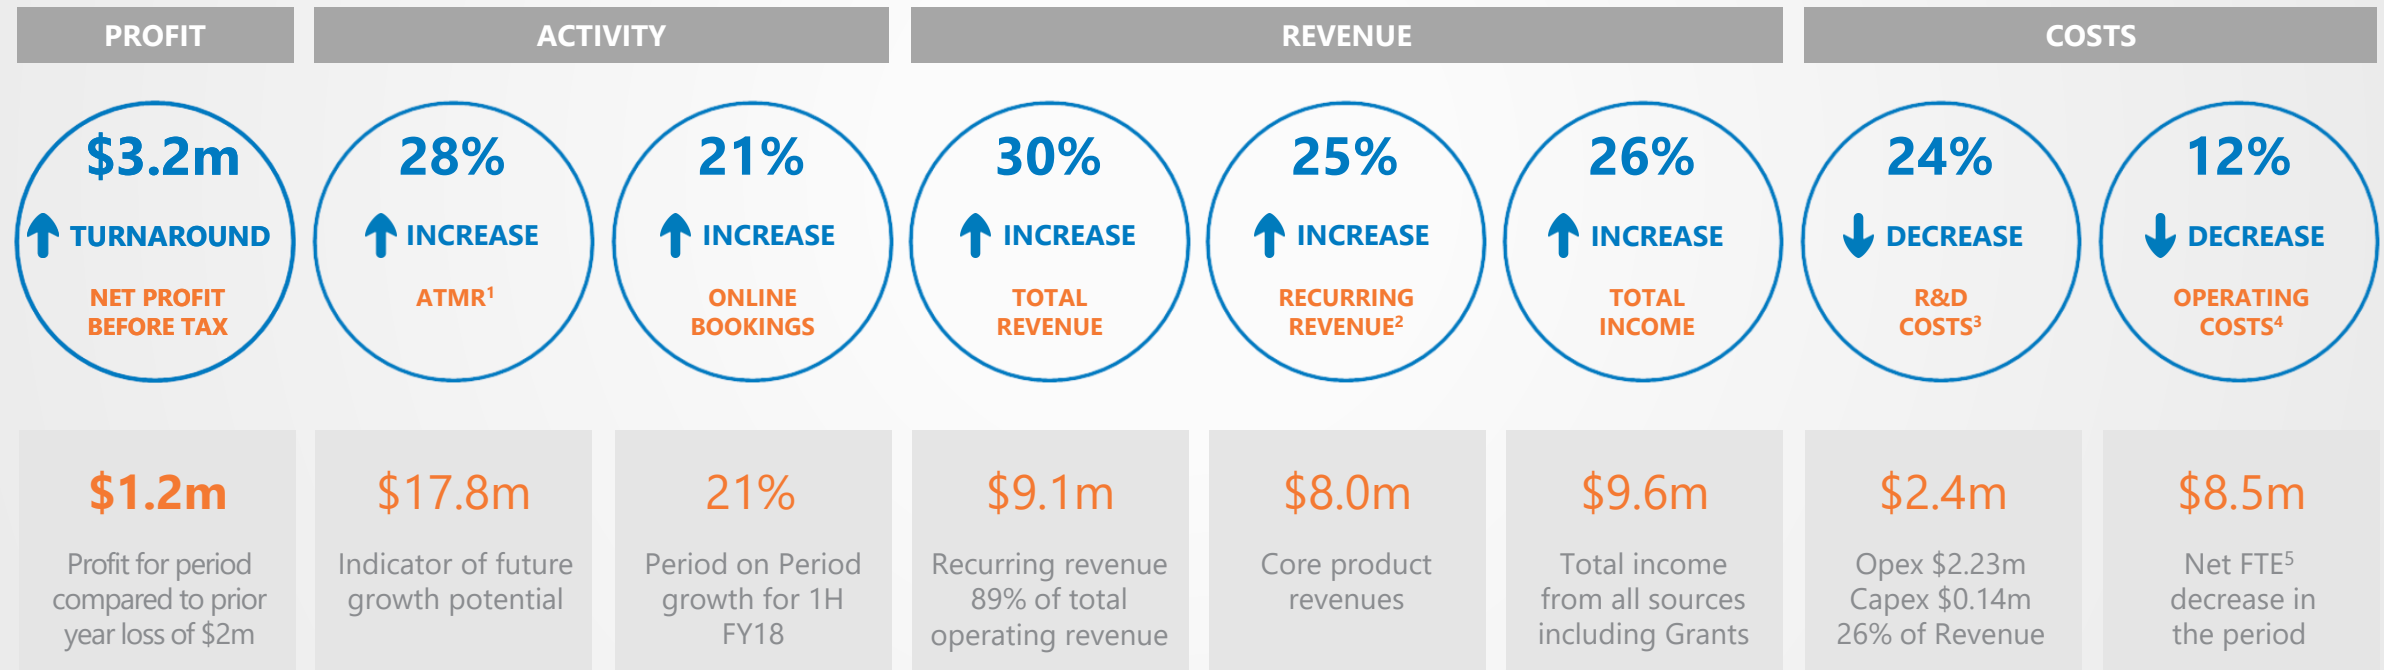 PROFIT
ACTIVITY
REVENUE
COSTS
$3.2m
TURNAROUND
NET PROFIT
BEFORE TAX
28%
INCREASE
ATMR¹
21%
INCREASE
ONLINE
BOOKINGS
30%
INCREASE
TOTAL
REVENUE
25%
INCREASE
RECURRING
REVENUE²
26%
INCREASE
TOTAL
INCOME
24%
DECREASE
R&D
COSTS³
12%
DECREASE
OPERATING
COSTS⁴
$1.2m
Profit for period
compared to prior
year loss of $2m
$17.8m
Indicator of future
growth potential
21%
Period on Period
growth for 1H
FY18
$9.1m
Recurring revenue
89% of total
operating revenue
$8.0m
Core product
revenues
$9.6m
Total income
from all sources
including Grants
$2.4m
Opex $2.23m
Capex $0.14m
26% of Revenue
$8.5m
Net FTE⁵
decrease in
the period